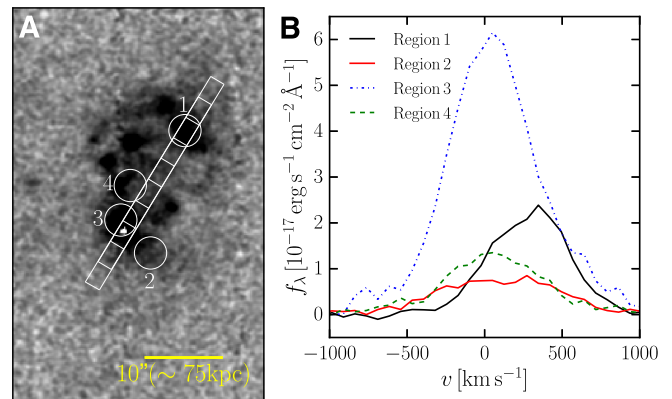 A
1
4
3
2
10"(∼ 75kpc)
B
Region 1
Region 2
Region 3
Region 4
6
5
4
3
2
1
0
−1000
−500
0
500
1000
f_λ [10⁻¹⁷ erg s⁻¹ cm⁻² Å⁻¹]
v [km s⁻¹]